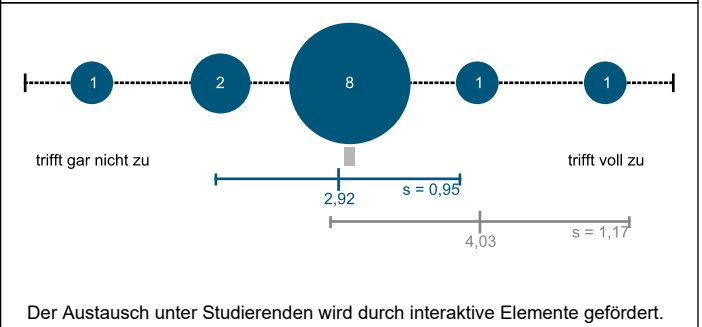 1 2 8 1 1
trifft gar nicht zu trifft voll zu
s = 0,95
2,92
s = 1,17
4,03
Der Austausch unter Studierenden wird durch interaktive Elemente gefördert.